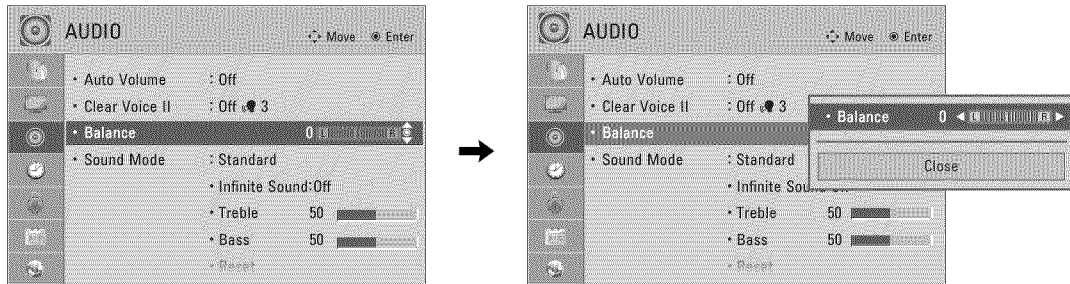 AUDIO
Move Enter
• Auto Volume : Off
• Clear Voice II : Off 3
• Balance 0 L R
• Sound Mode : Standard
• Infinite Sound:Off
• Treble 50
• Bass 50
• Reset
AUDIO
Move Enter
• Auto Volume : Off
• Clear Voice II : Off 3
• Balance
• Sound Mode : Standard
• Infinite Sou
• Treble 50
• Bass 50
• Reset
• Balance 0 L R
Close